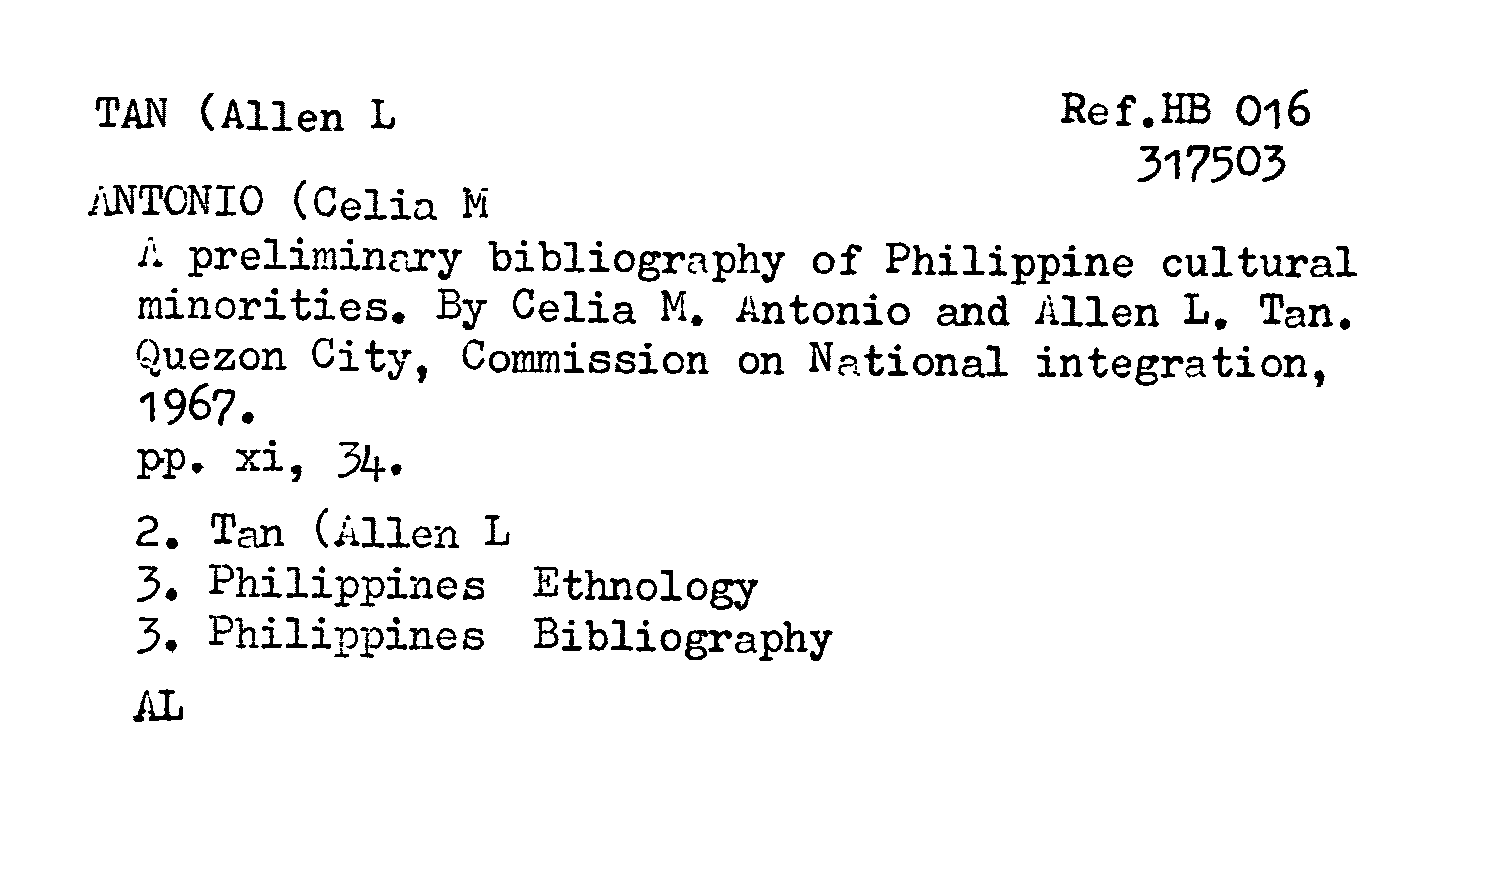 TAN (Allen L
Ref.HB 016
317503
ANTONIO (Celia M
A preliminary bibliography of Philippine cultural
minorities. By Celia M. Antonio and Allen L. Tan.
Quezon City, Commission on National integration,
1967.
pp. xi, 34.
2. Tan (Allen L
3. Philippines Ethnology
3. Philippines Bibliography
AL